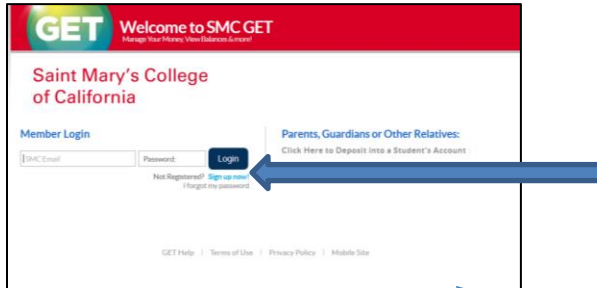 GET
Welcome to SMC GET
Manage Your Money, View Balances & more!
Saint Mary's College
of California
Member Login
SMC Email
Password:
Login
Not Registered? Sign up now!
I forgot my password
Parents, Guardians or Other Relatives:
Click Here to Deposit into a Student's Account
GET Help | Terms of Use | Privacy Policy | Mobile Site